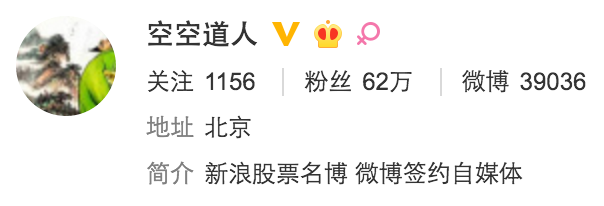 空空道人
关注 1156 粉丝 62万 微博 39036
地址 北京
简介 新浪股票名博 微博签约自媒体